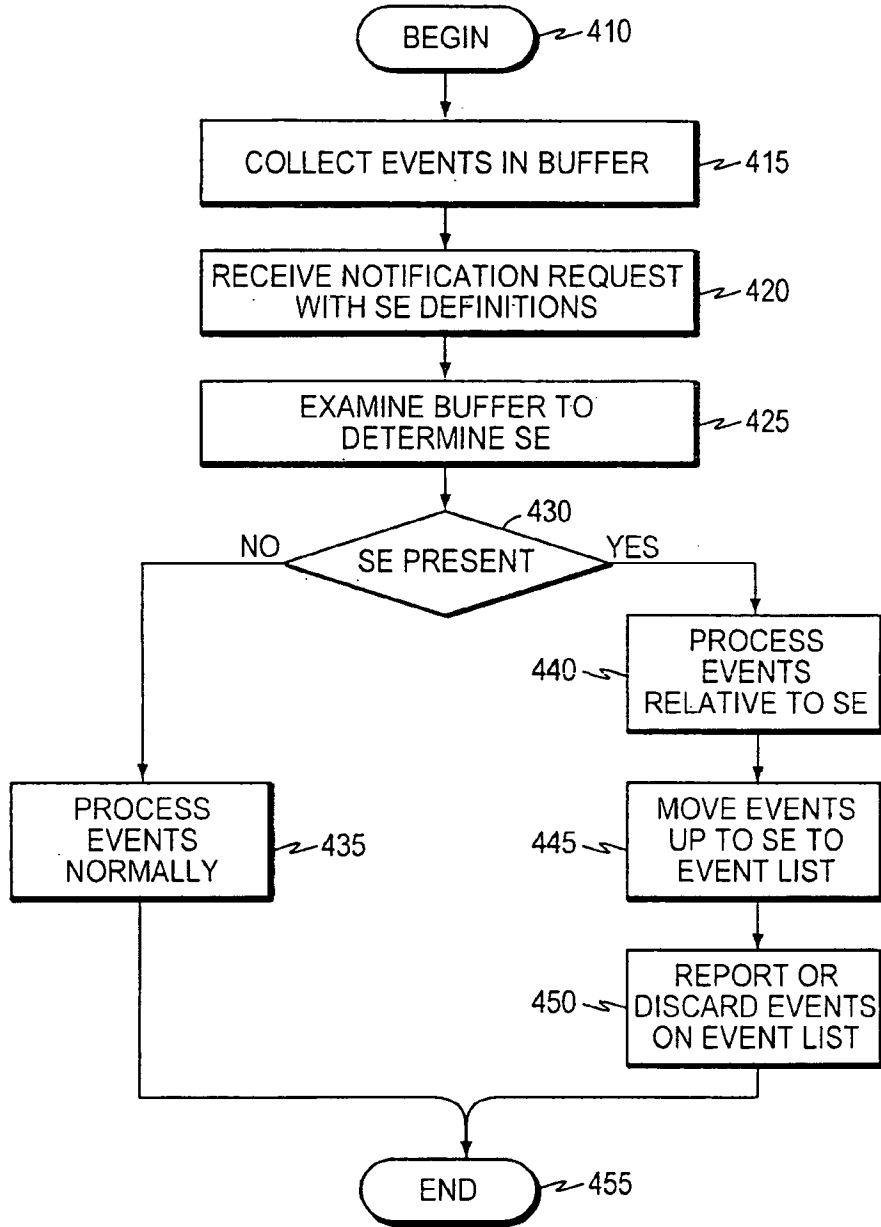 BEGIN
410
COLLECT EVENTS IN BUFFER
415
RECEIVE NOTIFICATION REQUEST
WITH SE DEFINITIONS
420
EXAMINE BUFFER TO
DETERMINE SE
425
430
NO
SE PRESENT
YES
440
PROCESS
EVENTS
RELATIVE TO SE
PROCESS
EVENTS
NORMALLY
435
445
MOVE EVENTS
UP TO SE TO
EVENT LIST
450
REPORT OR
DISCARD EVENTS
ON EVENT LIST
END
455